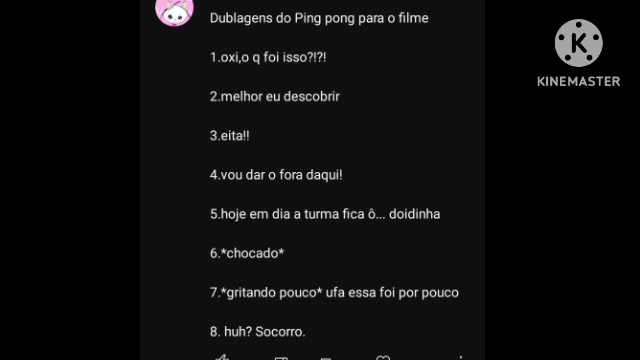 Dublagens do Ping pong para o filme
1.oxi,o q foi isso?!?!
2.melhor eu descobrir
3.eita!!
4.vou dar o fora daqui!
5.hoje em dia a turma fica ô... doidinha
6.*chocado*
7.*gritando pouco* ufa essa foi por pouco
8. huh? Socorro.
K
KINEMASTER